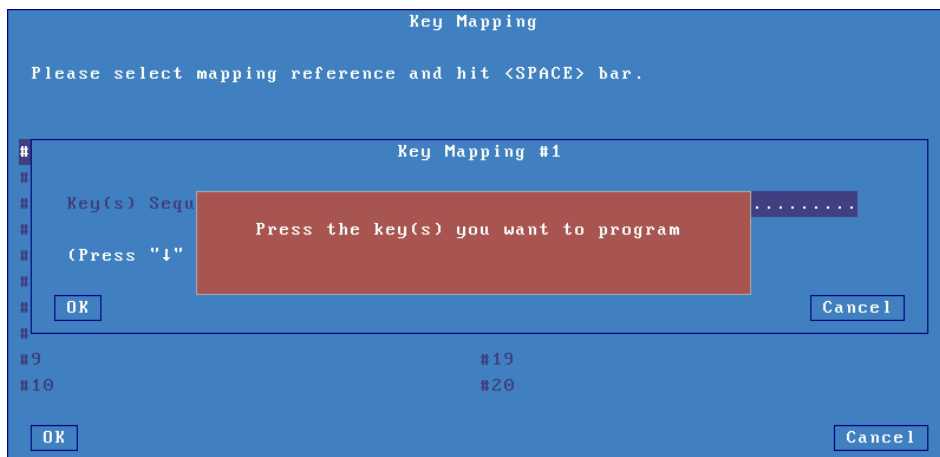 Key Mapping
Please select mapping reference and hit <SPACE> bar.
#
Key Mapping #1
#
# Key(s) Sequ ..........
# Press the key(s) you want to program
# (Press "↓"
#
# OK Cancel
#
#9 #19
#10 #20
OK Cancel